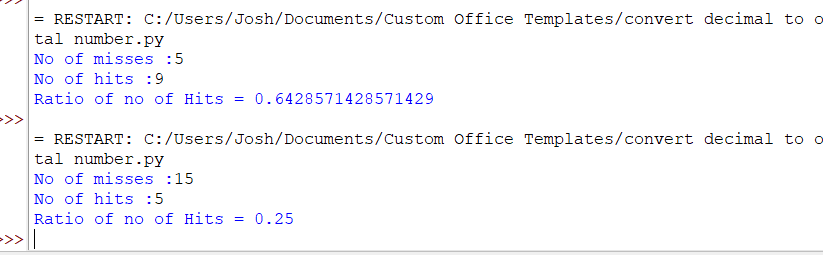 >>>
= RESTART: C:/Users/Josh/Documents/Custom Office Templates/convert decimal to o
tal number.py
No of misses :5
No of hits :9
Ratio of no of Hits = 0.6428571428571429
>>>
= RESTART: C:/Users/Josh/Documents/Custom Office Templates/convert decimal to o
tal number.py
No of misses :15
No of hits :5
Ratio of no of Hits = 0.25
>>>